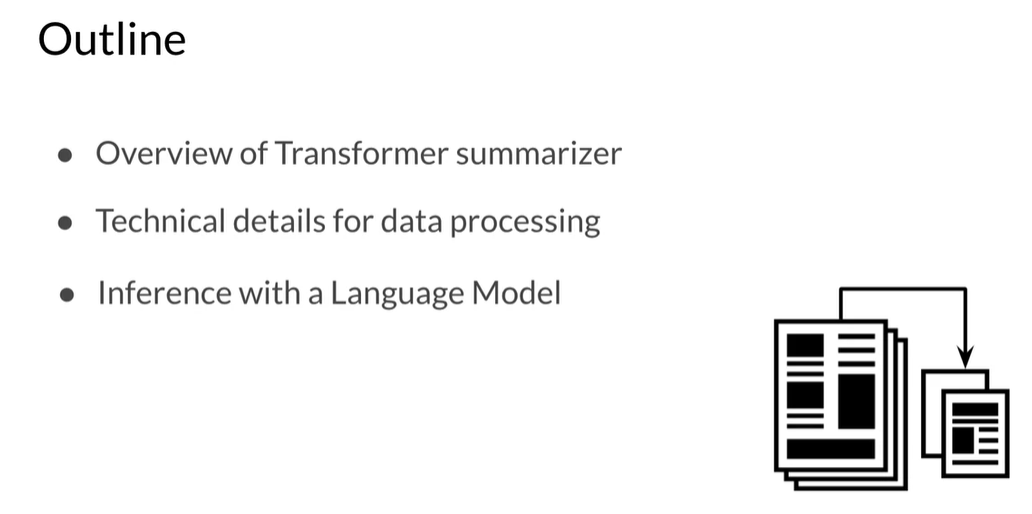 Outline
● Overview of Transformer summarizer
● Technical details for data processing
● Inference with a Language Model